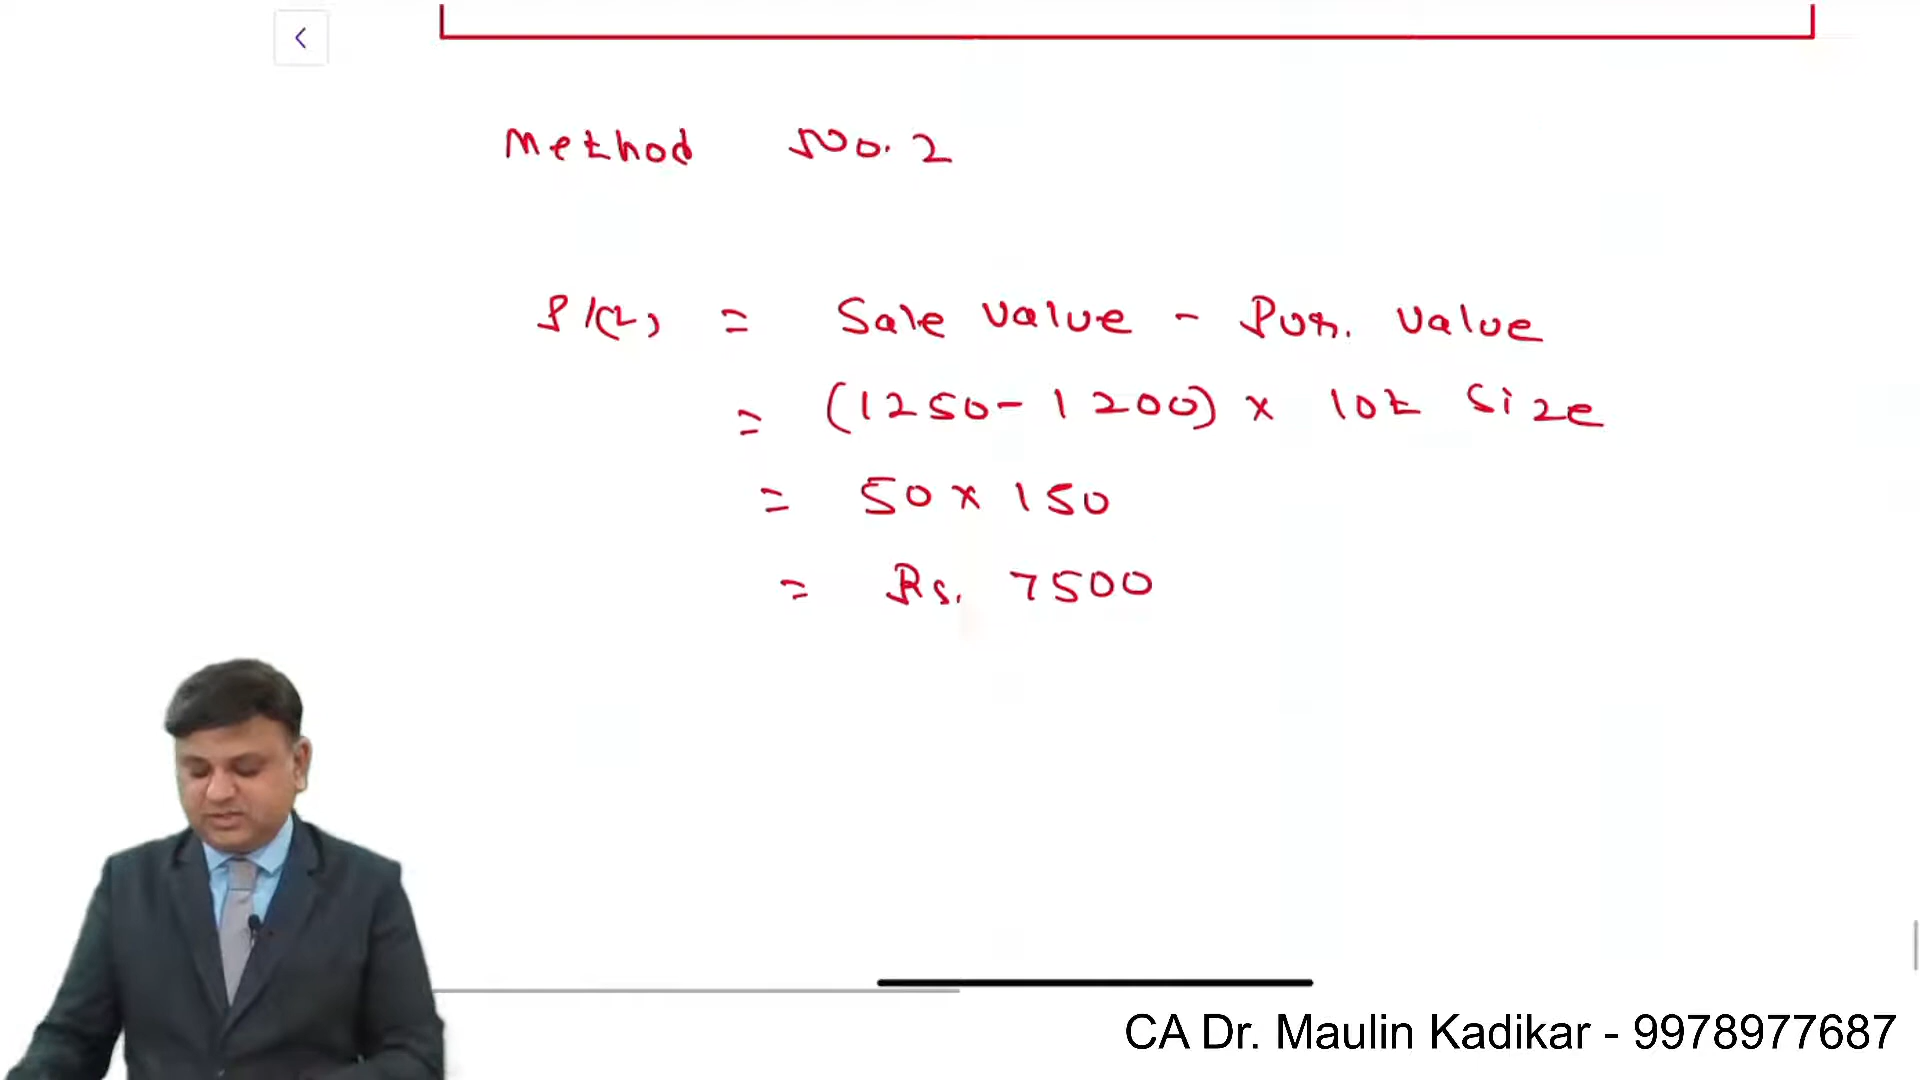 Method No. 2
P/(L) = Sale value - Pur. value
= (1250-1200) x lot size
= 50 x 150
= Rs. 7500
CA Dr. Maulin Kadikar - 9978977687